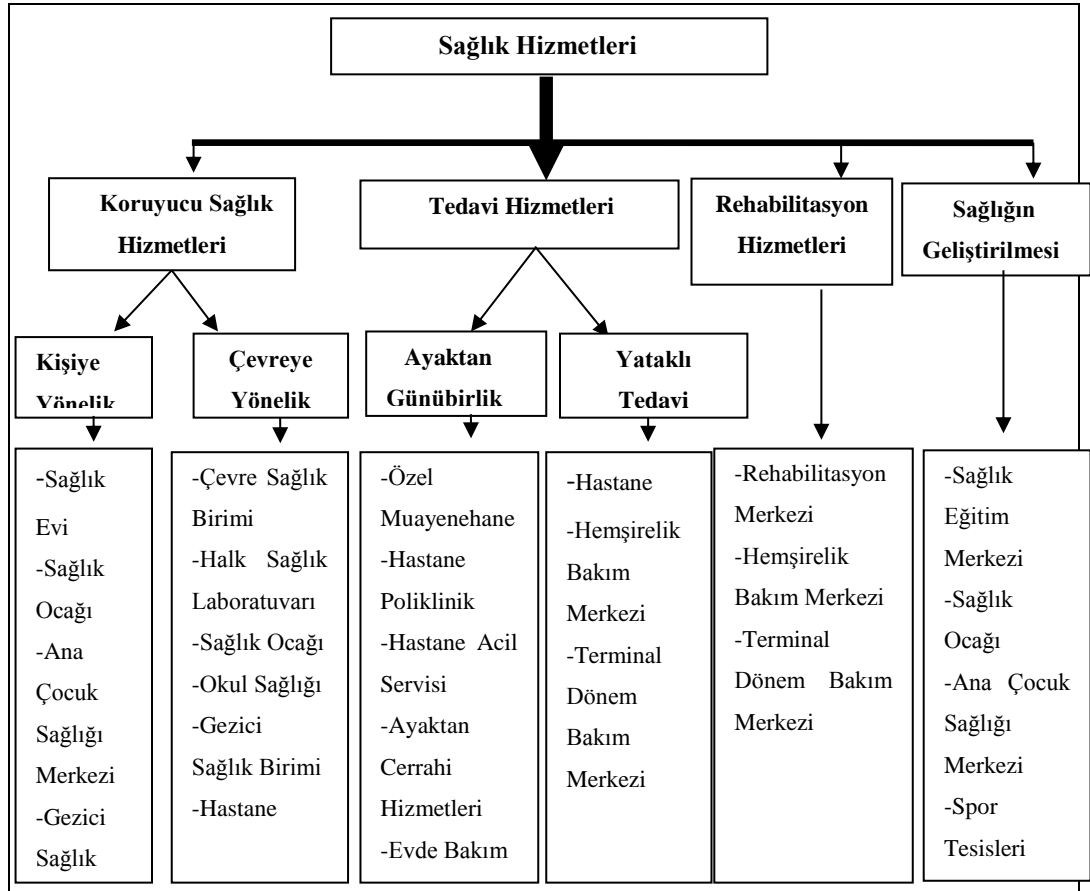 Sağlık Hizmetleri
Koruyucu Sağlık
Hizmetleri
Tedavi Hizmetleri
Rehabilitasyon
Hizmetleri
Sağlığın
Geliştirilmesi
Kişiye
Yönelik
Çevreye
Yönelik
Ayaktan
Günübirlik
Yataklı
Tedavi
-Sağlık
Evi
-Sağlık
Ocağı
-Ana
Çocuk
Sağlığı
Merkezi
-Gezici
Sağlık
-Çevre Sağlık
Birimi
-Halk Sağlık
Laboratuvarı
-Sağlık Ocağı
-Okul Sağlığı
-Gezici
Sağlık Birimi
-Hastane
-Özel
Muayenehane
-Hastane
Poliklinik
-Hastane Acil
Servisi
-Ayaktan
Cerrahi
Hizmetleri
-Evde Bakım
-Hastane
-Hemşirelik
Bakım
Merkezi
-Terminal
Dönem
Bakım
Merkezi
-Rehabilitasyon
Merkezi
-Hemşirelik
Bakım Merkezi
-Terminal
Dönem Bakım
Merkezi
-Sağlık
Eğitim
Merkezi
-Sağlık
Ocağı
-Ana Çocuk
Sağlığı
Merkezi
-Spor
Tesisleri